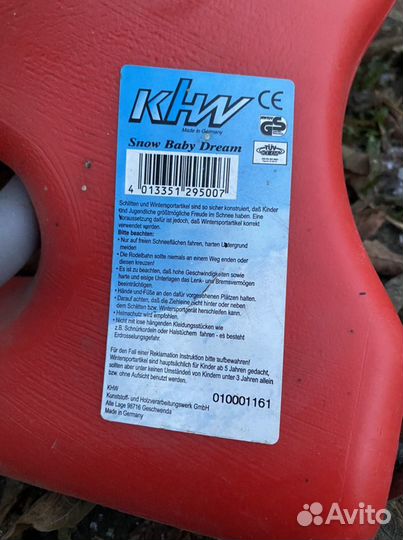 KHW
CE
Made in Germany
GS
TÜV
Snow Baby Dream
4 013351 295007
Schlitten und Wintersportartikel sind so sicher konstruiert, daß Kinder
und Jugendliche größtmögliche Freude im Schnee haben. Eine
Voraussetzung dafür ist jedoch, daß Wintersportartikel korrekt
verwendet werden.
Bitte beachten:
• Nur auf freien Schneeflächen fahren, harten Untergrund
meiden
• Die Rodelbahn sollte niemals an einem Weg enden oder
diesen kreuzen!
• Es ist zu beachten, daß hohe Geschwindigkeiten sowie
harte und eisige Unterlagen das Lenk- und Bremsvermögen
beeinträchtigen.
• Hände und Füße an den dafür vorgesehenen Plätzen halten.
• Darauf achten, daß die Ziehleine nicht hinter oder neben
dem Schlitten bzw. Wintersportgerät herschleifen kann.
• Helmschutz wird empfohlen.
• Nicht mit lose hängenden Kleidungsstücken wie
z.B. Schnürkordeln oder Halstüchern fahren - es besteht
Erdrosselungsgefahr.
Für den Fall einer Reklamation Instruktion bitte aufbewahren!
Wintersportartikel sind hauptsächlich für Kinder ab 5 Jahren gedacht,
sollten aber unter keinen Umständen von Kindern unter 3 Jahren allein
bzw. ohne Aufsicht benutzt werden.
KHW
Kunststoff- und Holzverarbeitungswerk GmbH
Alte Lage 98716 Geschwenda
Made in Germany
010001161
Avito